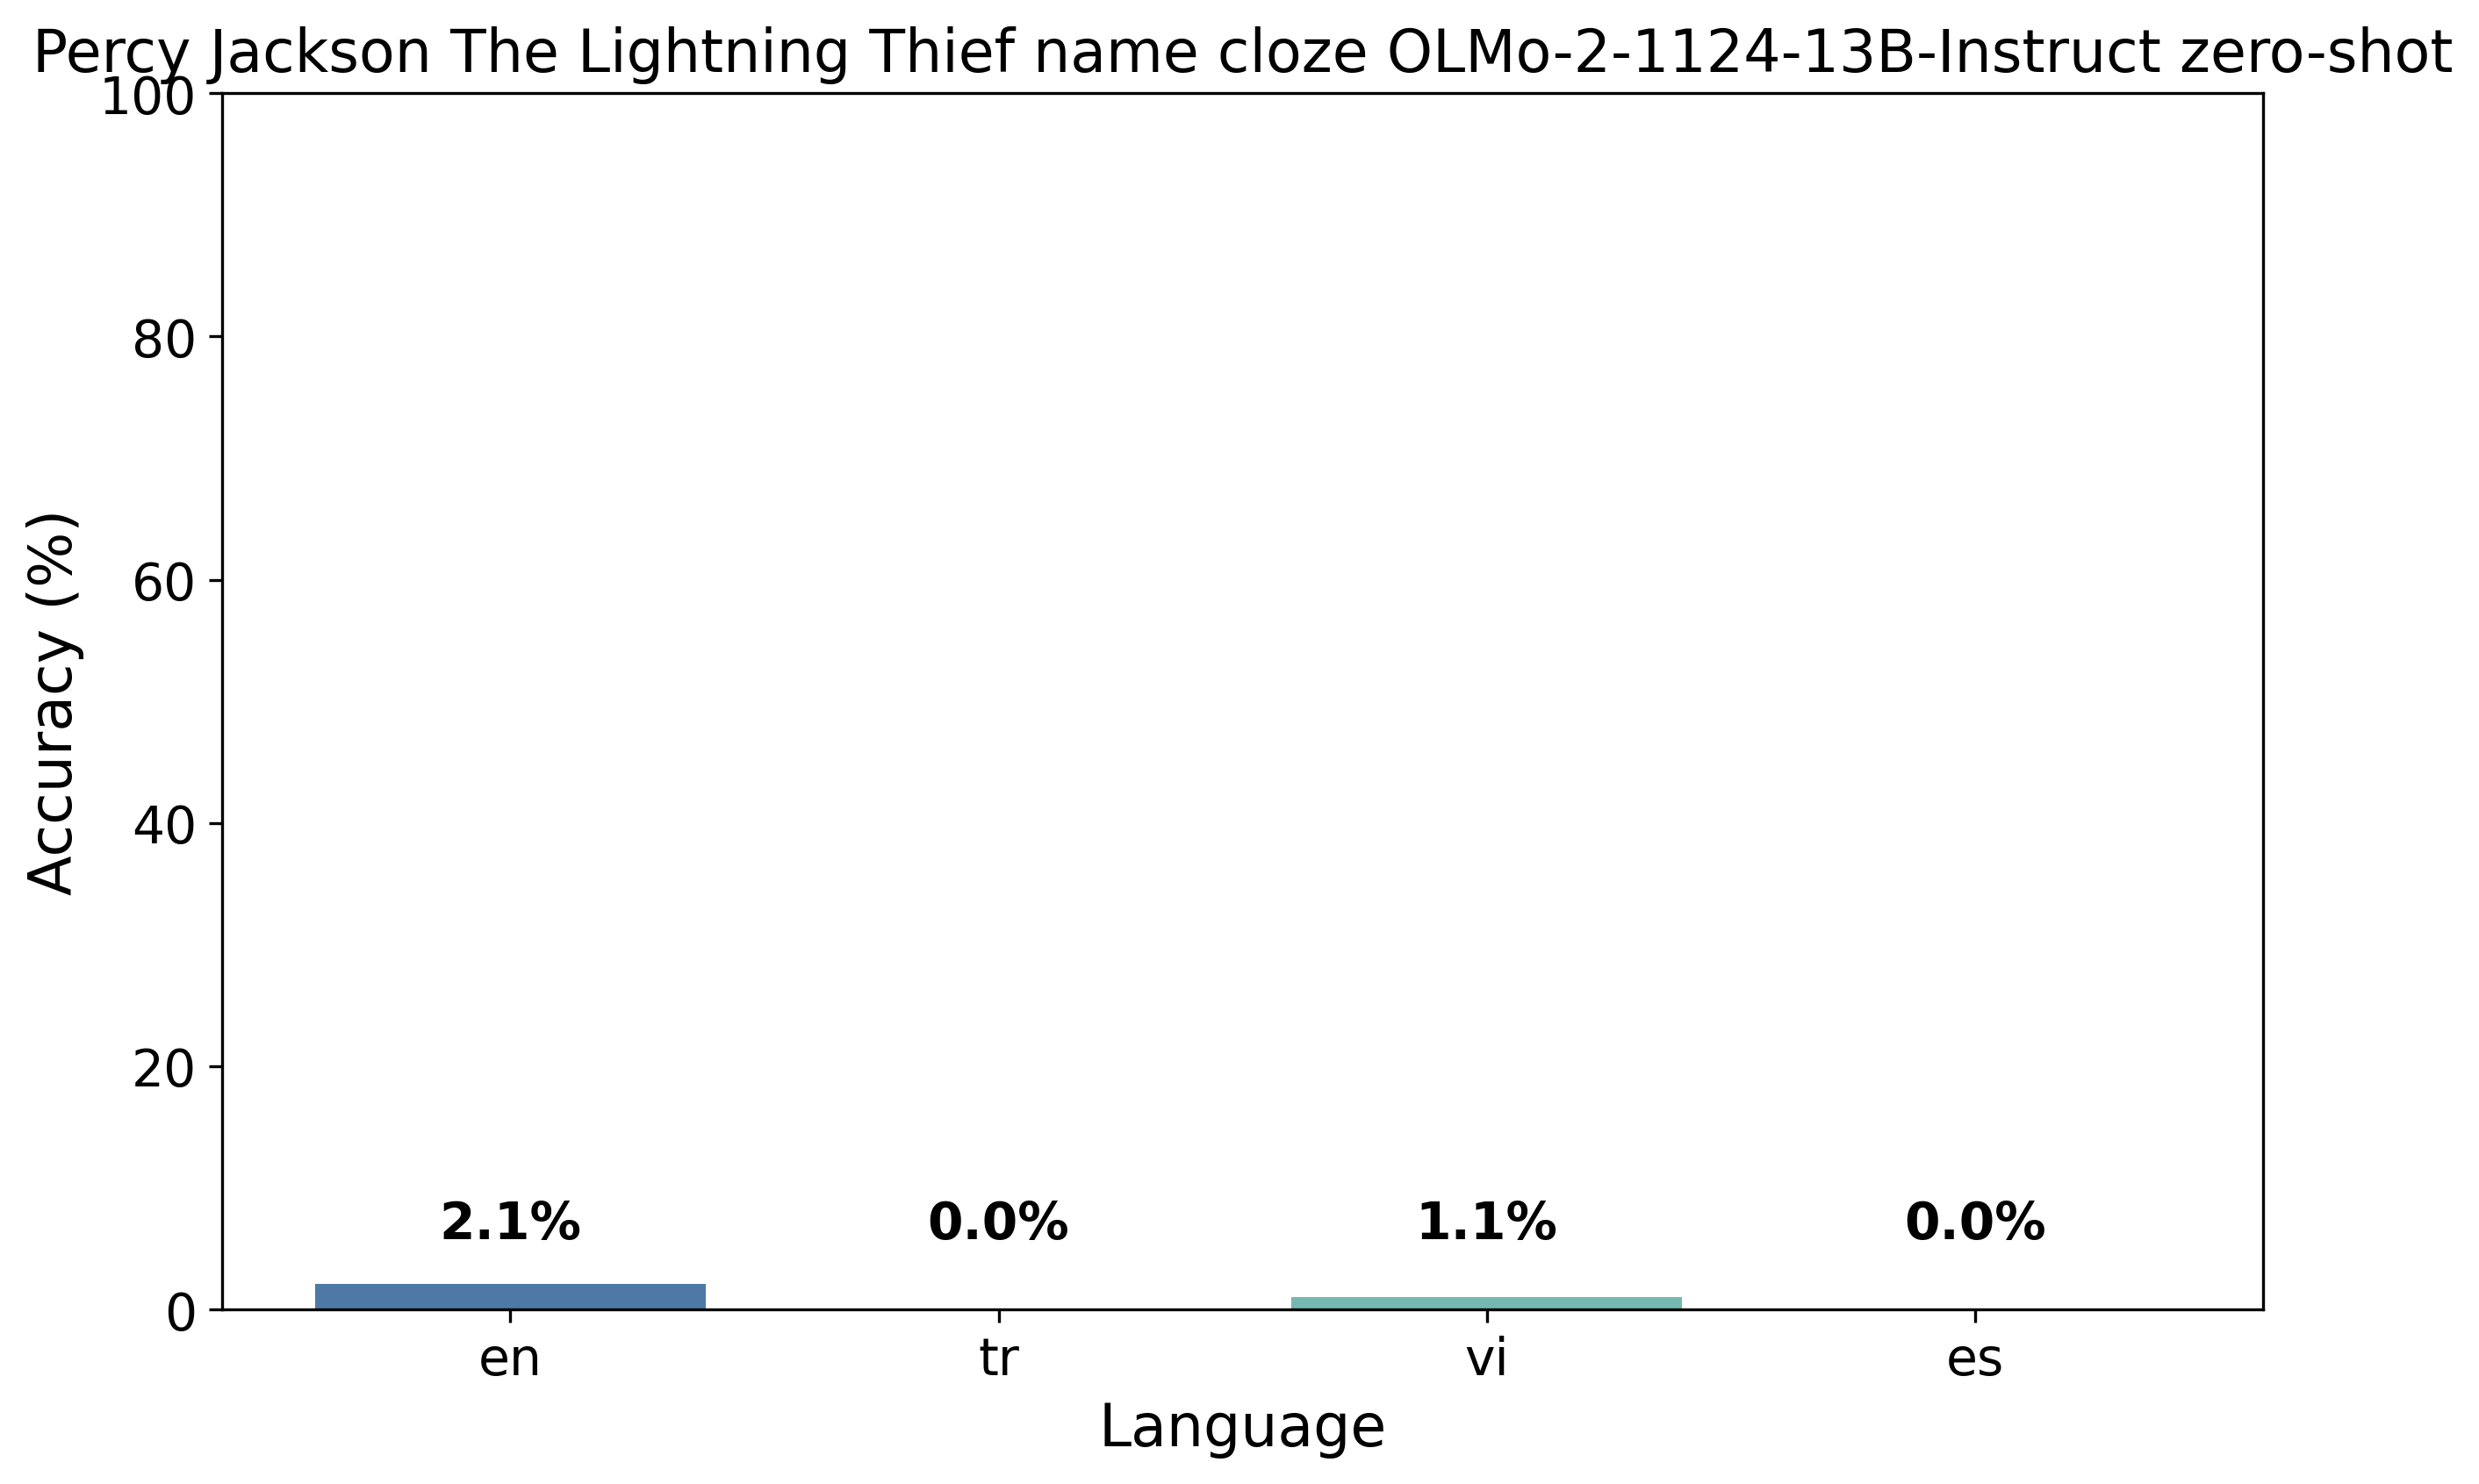 Percy Jackson The Lightning Thief name cloze OLMo-2-1124-13B-Instruct zero-shot
100
80
60
40
20
0
Accuracy (%)
2.1%
0.0%
1.1%
0.0%
en
tr
vi
es
Language